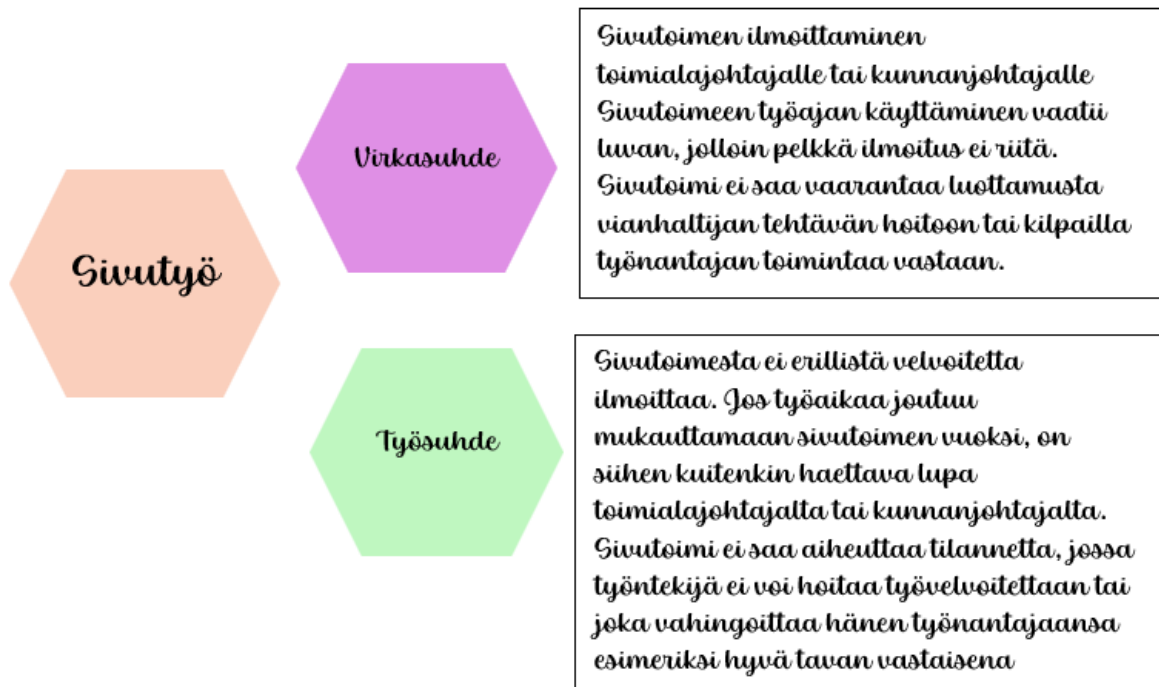 Sivutyö
Virkasuhde
Sivutoimen ilmoittaminen
toimialajohtajalle tai kunnanjohtajalle
Sivutoimeen työajan käyttäminen vaatii
luvan, jolloin pelkkä ilmoitus ei riitä.
Sivutoimi ei saa vaarantaa luottamusta
vianhaltijan tehtävän hoitoon tai kilpailla
työnantajan toimintaa vastaan.
Työsuhde
Sivutoimesta ei erillistä velvoitetta
ilmoittaa. Jos työaikaa joutuu
mukauttamaan sivutoimen vuoksi, on
siihen kuitenkin haettava lupa
toimialajohtajalta tai kunnanjohtajalta.
Sivutoimi ei saa aiheuttaa tilannetta, jossa
työntekijä ei voi hoitaa työvelvoitettaan tai
joka vahingoittaa hänen työnantajaansa
esimeriksi hyvä tavan vastaisena